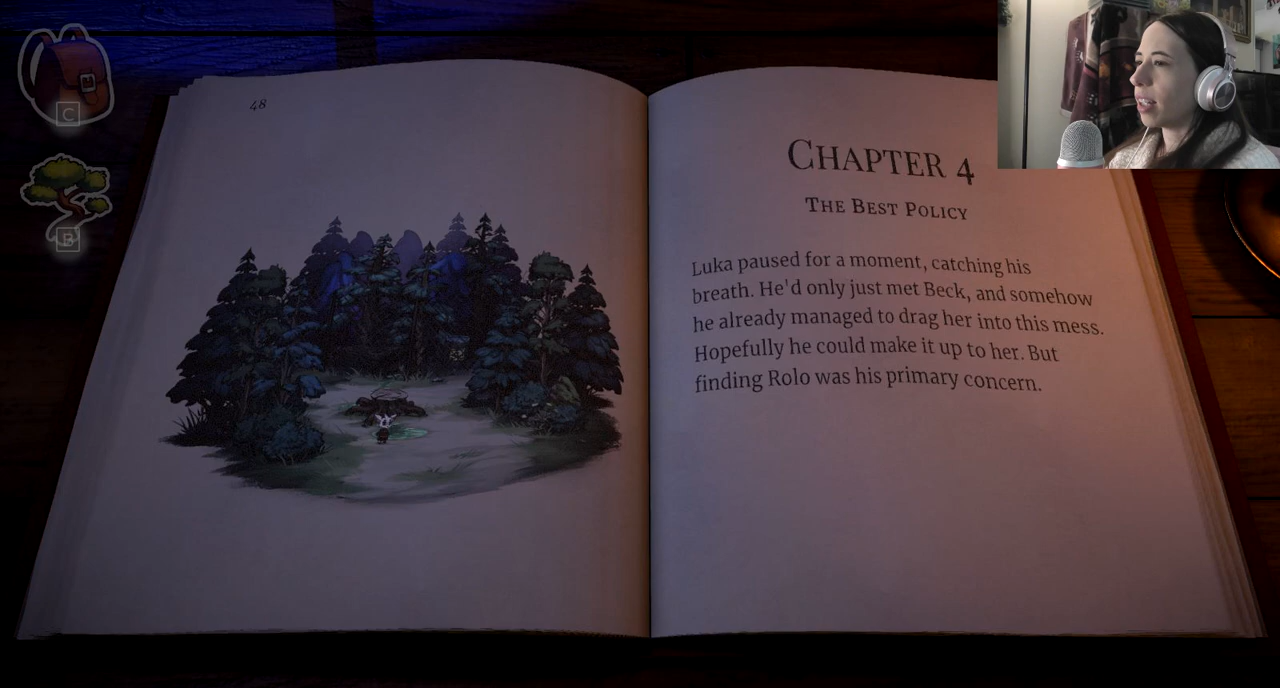 C
B
48
Chapter 4
The Best Policy
Luka paused for a moment, catching his
breath. He'd only just met Beck, and somehow
he already managed to drag her into this mess.
Hopefully he could make it up to her. But
finding Rolo was his primary concern.